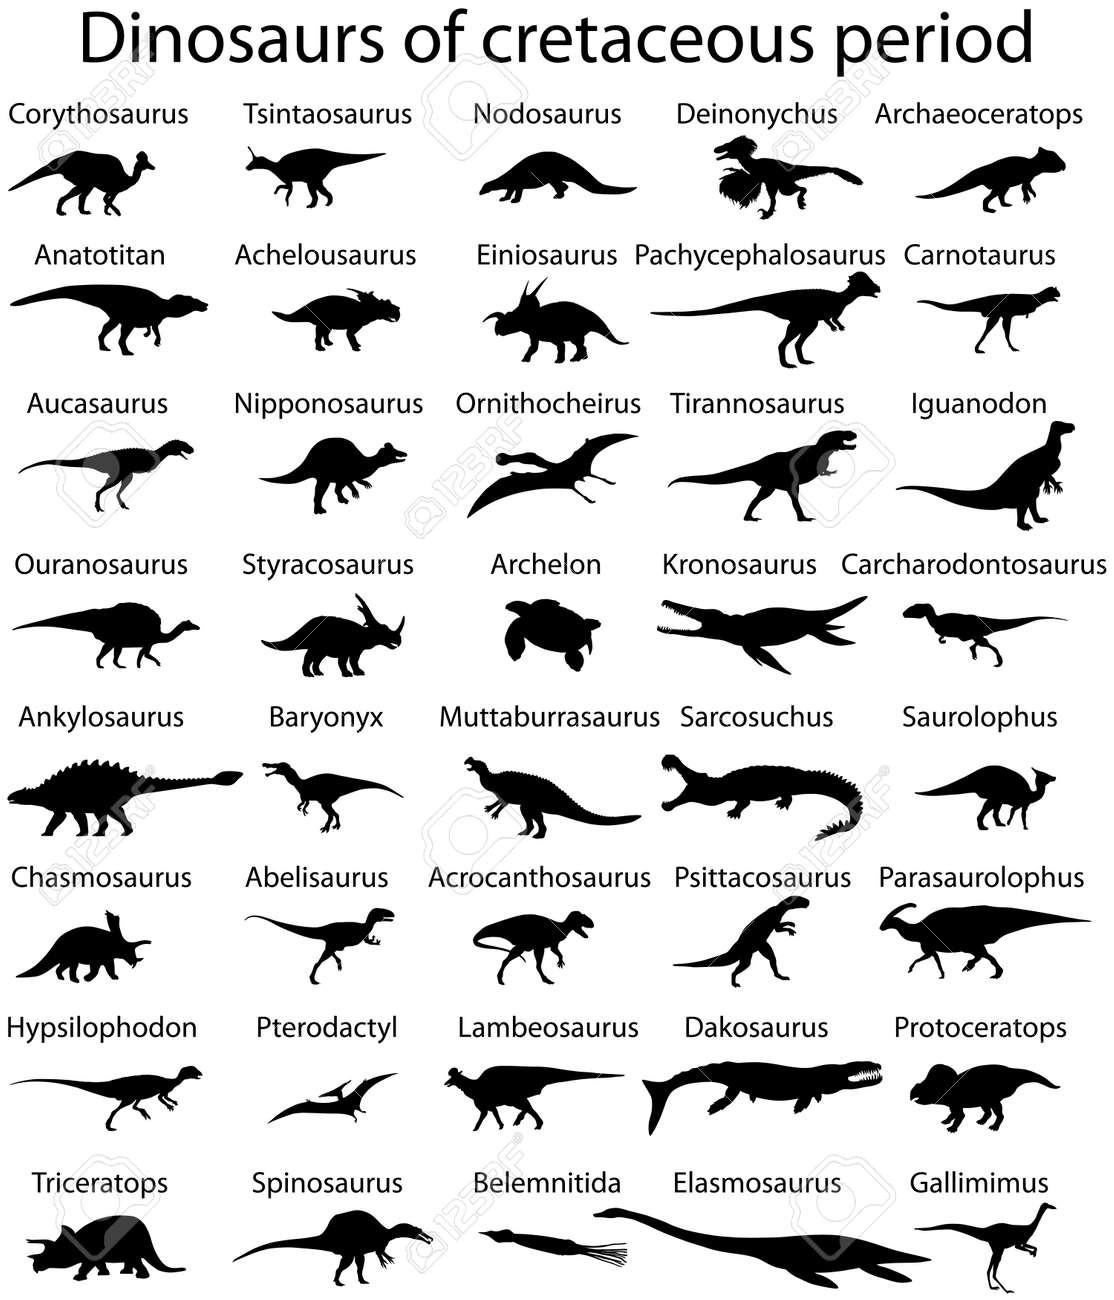 Dinosaurs of cretaceous period
Corythosaurus Tsintaosaurus Nodosaurus Deinonychus Archaeoceratops
Anatotitan Achelousaurus Einiosaurus Pachycephalosaurus Carnotaurus
Aucasaurus Nipponosaurus Ornithocheirus Tirannosaurus Iguanodon
Ouranosaurus Styracosaurus Archelon Kronosaurus Carcharodontosaurus
Ankylosaurus Baryonyx Muttaburrasaurus Sarcosuchus Saurolophus
Chasmosaurus Abelisaurus Acrocanthosaurus Psittacosaurus Parasaurolophus
Hypsilophodon Pterodactyl Lambeosaurus Dakosaurus Protoceratops
Triceratops Spinosaurus Belemnitida Elasmosaurus Gallimimus